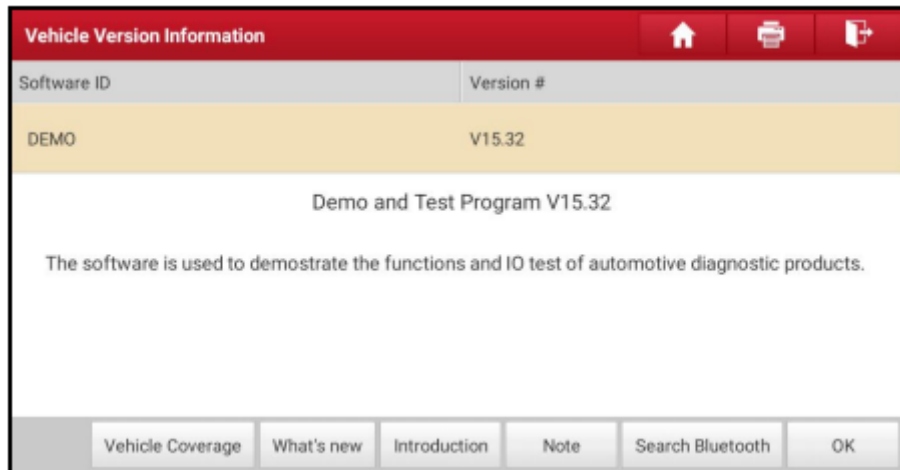 Vehicle Version Information
Software ID Version #
DEMO V15.32
Demo and Test Program V15.32
The software is used to demostrate the functions and IO test of automotive diagnostic products.
Vehicle Coverage What's new Introduction Note Search Bluetooth OK